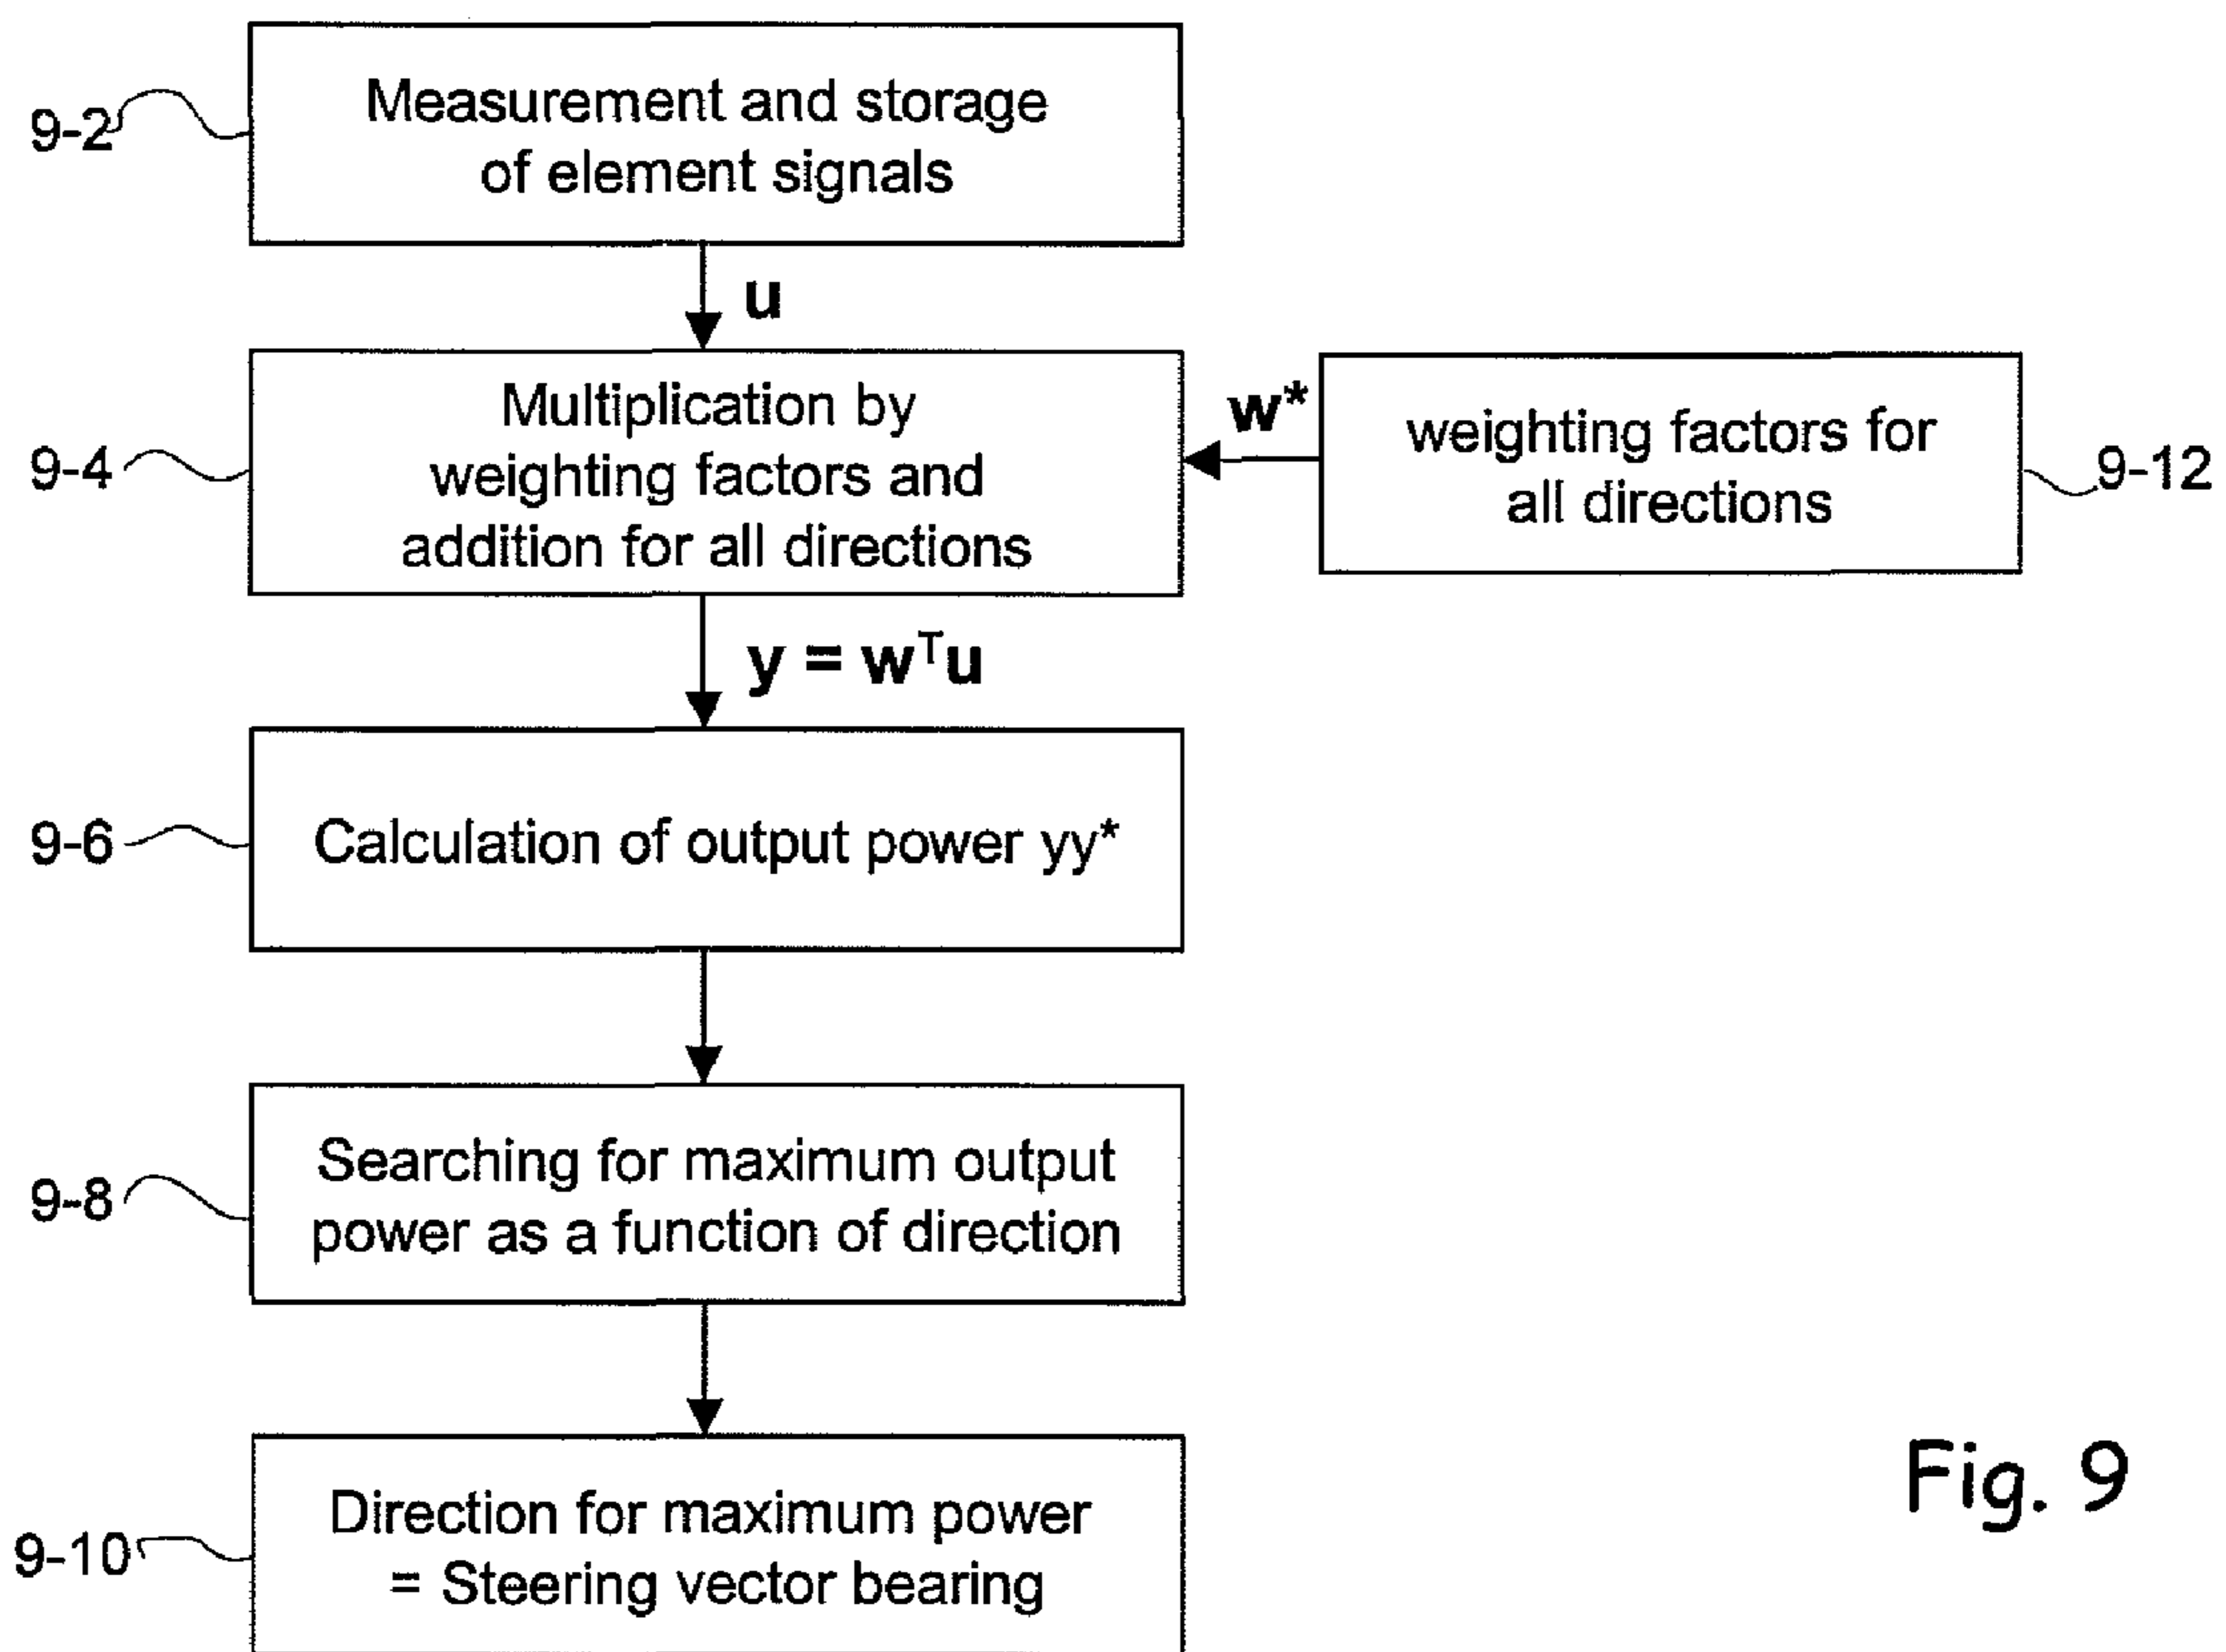 9-2
Measurement and storage
of element signals
u
9-4
Multiplication by
weighting factors and
addition for all directions
w*
weighting factors for
all directions
9-12
y = wᵀu
9-6
Calculation of output power yy*
9-8
Searching for maximum output
power as a function of direction
9-10
Direction for maximum power
= Steering vector bearing
Fig. 9